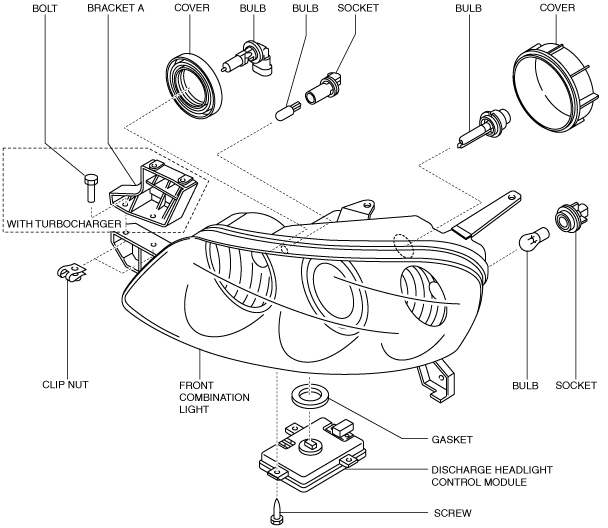 BOLT
BRACKET A
COVER
BULB
BULB
SOCKET
BULB
COVER
WITH TURBOCHARGER
CLIP NUT
FRONT
COMBINATION
LIGHT
BULB
SOCKET
GASKET
DISCHARGE HEADLIGHT
CONTROL MODULE
SCREW